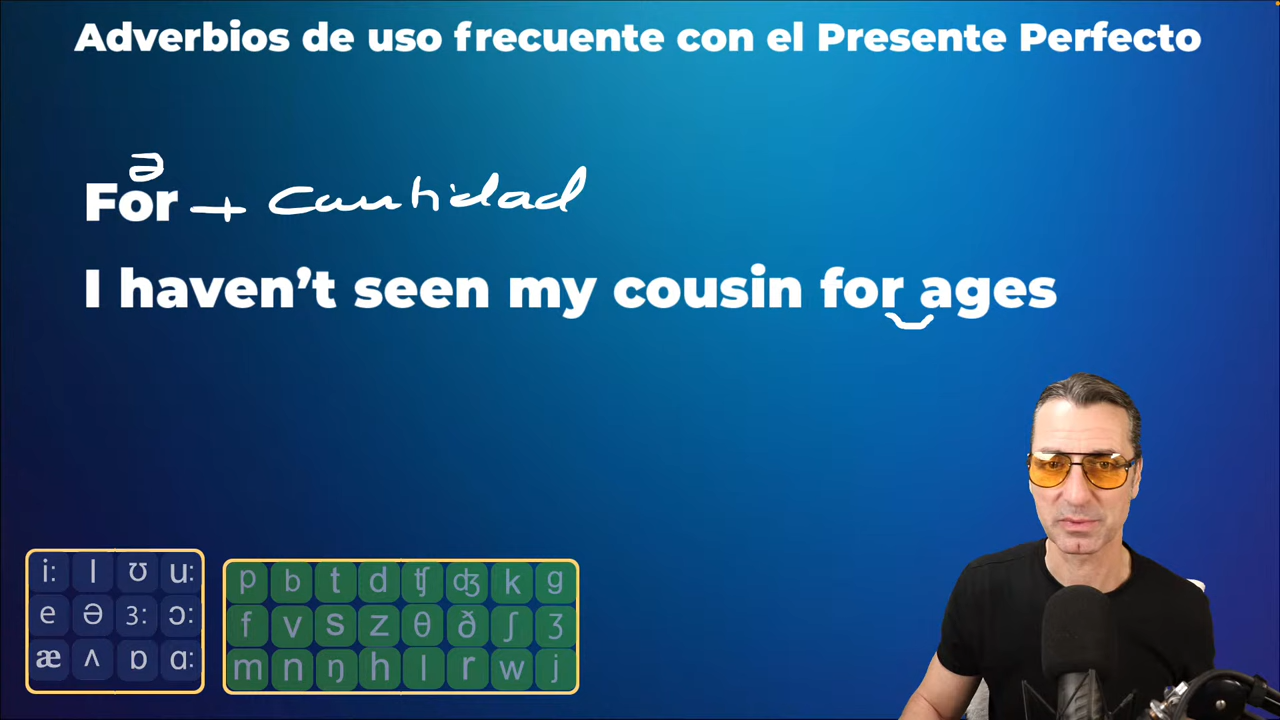 Adverbios de uso frecuente con el Presente Perfecto
ə
For + cantidad
I haven’t seen my cousin for ages
i: I ʊ u:
e ə ɜ: ɔ:
æ ʌ ɒ ɑ:
p b t d ʧ ʤ k g
f v s z θ ð ʃ ʒ
m n ŋ h l r w j